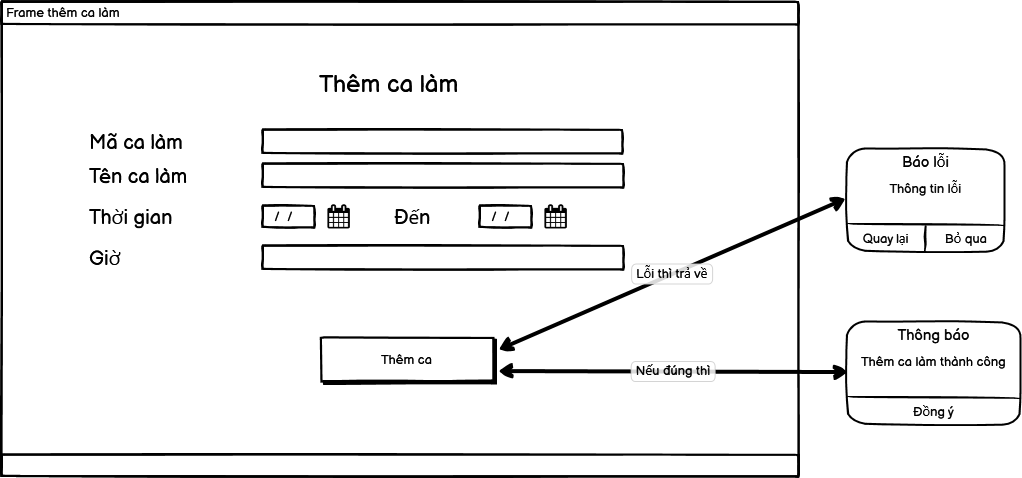 Frame thêm ca làm
Thêm ca làm
Mã ca làm
Tên ca làm
Thời gian / / Đến / /
Giờ
Thêm ca
Lỗi thì trả về
Nếu đúng thì
Báo lỗi
Thông tin lỗi
Quay lại Bỏ qua
Thông báo
Thêm ca làm thành công
Đồng ý